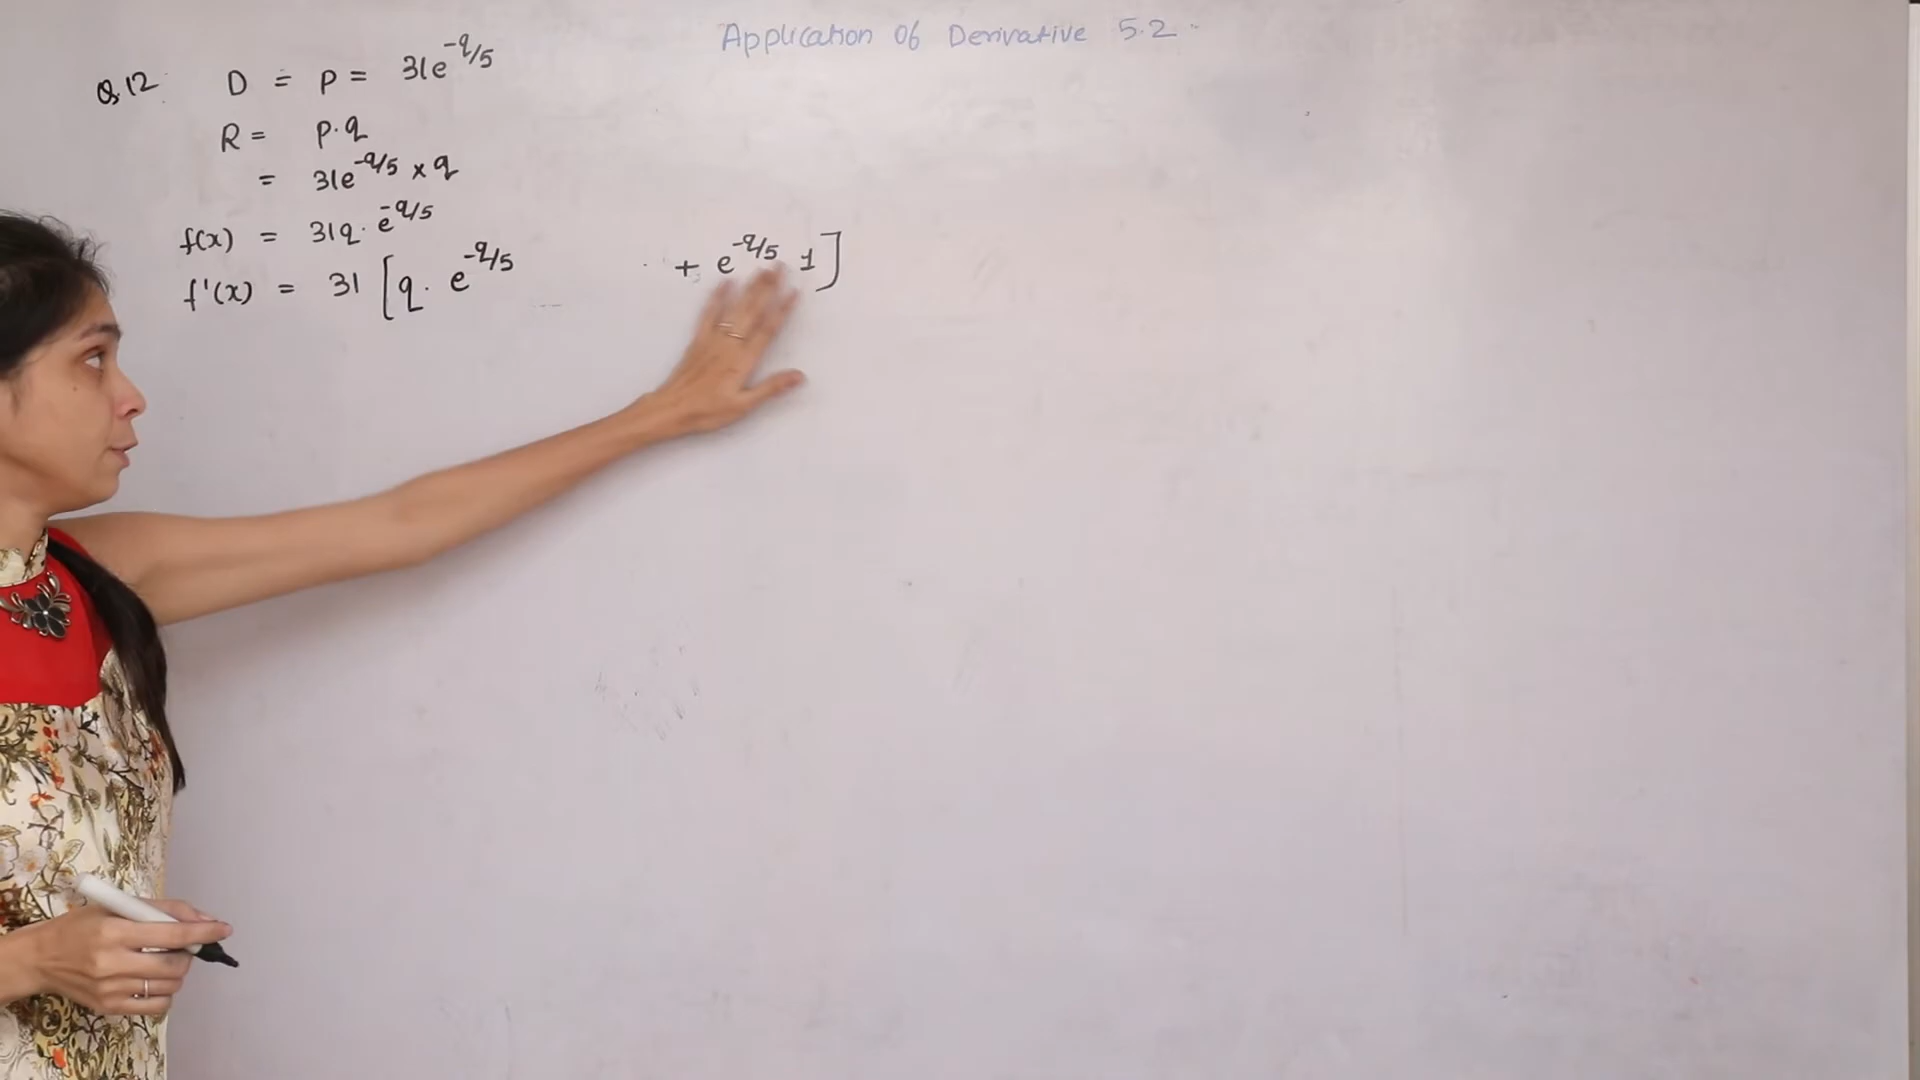 Application Of Derivative 5.2
Q.12 D = P = 31e^{-q/5}
R = p.q
= 31e^{-q/5} × q
f(x) = 31q. e^{-q/5}
f'(x) = 31 [q. e^{-q/5} + e^{-q/5} 1]